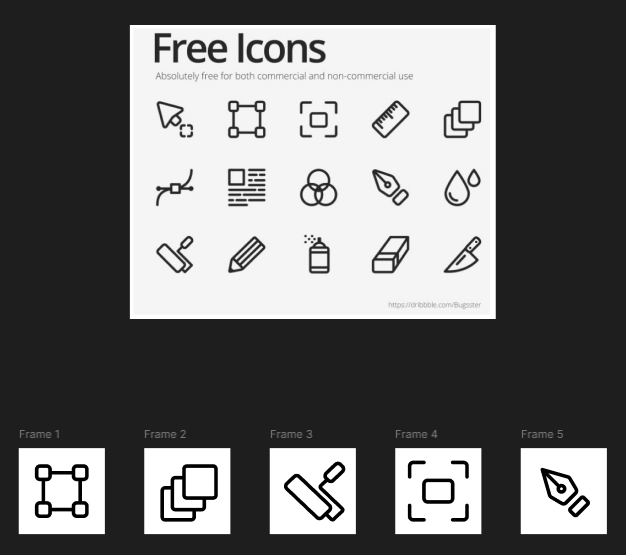 Free Icons
Absolutely free for both commercial and non-commercial use
https://dribbble.com/Bugsster
Frame 1
Frame 2
Frame 3
Frame 4
Frame 5